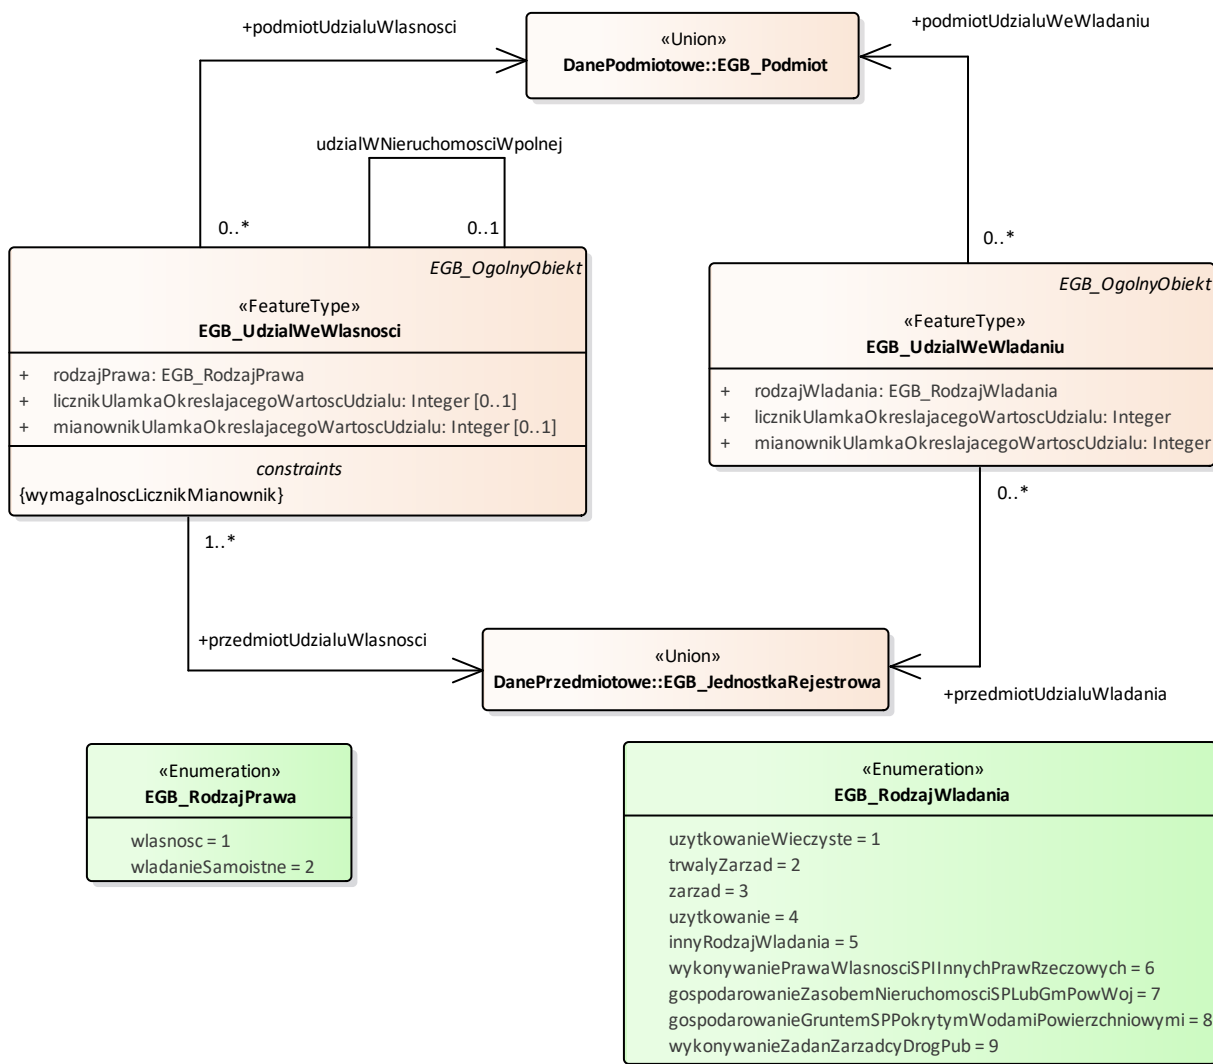 +podmiotUdzialuWlasnosci
+podmiotUdzialuWeWladaniu
«Union»
DanePodmiotowe::EGB_Podmiot
udzialWNieruchomosciWpolnej
0..*
0..1
0..*
EGB_OgolnyObiekt
«FeatureType»
EGB_UdzialWeWlasnosci
+ rodzajPrawa: EGB_RodzajPrawa
+ licznikUlamkaOkreslajacegoWartoscUdzialu: Integer [0..1]
+ mianownikUlamkaOkreslajacegoWartoscUdzialu: Integer [0..1]
constraints
{wymagalnoscLicznikMianownik}
EGB_OgolnyObiekt
«FeatureType»
EGB_UdzialWeWladaniu
+ rodzajWladania: EGB_RodzajWladania
+ licznikUlamkaOkreslajacegoWartoscUdzialu: Integer
+ mianownikUlamkaOkreslajacegoWartoscUdzialu: Integer
1..*
0..*
+przedmiotUdzialuWlasnosci
«Union»
DanePrzedmiotowe::EGB_JednostkaRejestrowa
+przedmiotUdzialuWladania
«Enumeration»
EGB_RodzajPrawa
wlasnosc = 1
wladanieSamoistne = 2
«Enumeration»
EGB_RodzajWladania
uzytkowanieWieczyste = 1
trwalyZarzad = 2
zarzad = 3
uzytkowanie = 4
innyRodzajWladania = 5
wykonywaniePrawaWlasnosciSPIInnychPrawRzeczowych = 6
gospodarowanieZasobemNieruchomosciSPLubGmPowWoj = 7
gospodarowanieGruntemSPPokrytymWodamiPowierzchniowymi = 8
wykonywanieZadanZarzadcyDrogPub = 9